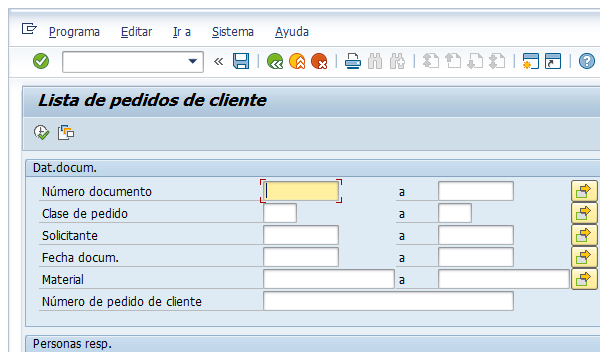 Programa Editar Ir a Sistema Ayuda
Lista de pedidos de cliente
Dat.docum.
Número documento a
Clase de pedido a
Solicitante a
Fecha docum. a
Material a
Número de pedido de cliente
Personas resp.